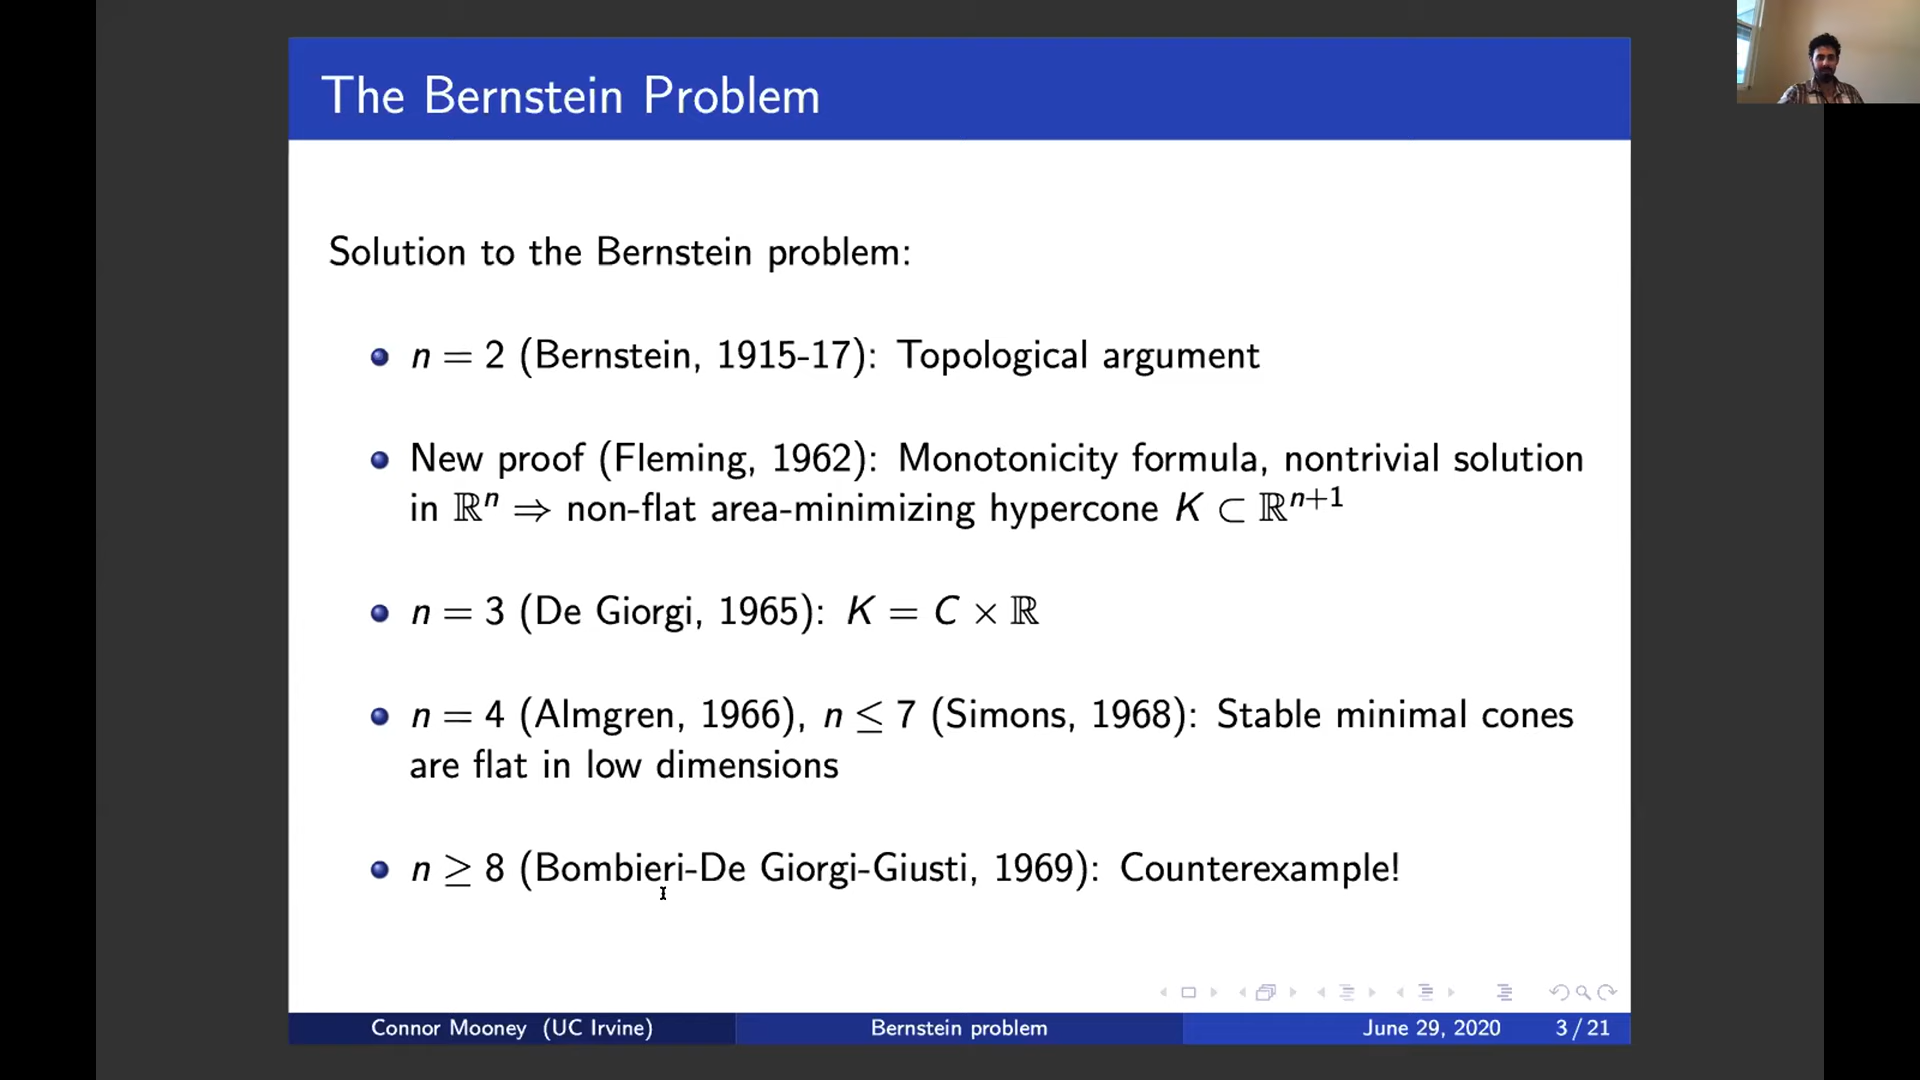 The Bernstein Problem
Solution to the Bernstein problem:
n = 2 (Bernstein, 1915-17): Topological argument
New proof (Fleming, 1962): Monotonicity formula, nontrivial solution
in ℝⁿ ⇒ non-flat area-minimizing hypercone K ⊂ ℝⁿ⁺¹
n = 3 (De Giorgi, 1965): K = C × ℝ
n = 4 (Almgren, 1966), n ≤ 7 (Simons, 1968): Stable minimal cones
are flat in low dimensions
n ≥ 8 (Bombieri-De Giorgi-Giusti, 1969): Counterexample!
Connor Mooney (UC Irvine) Bernstein problem June 29, 2020 3 / 21